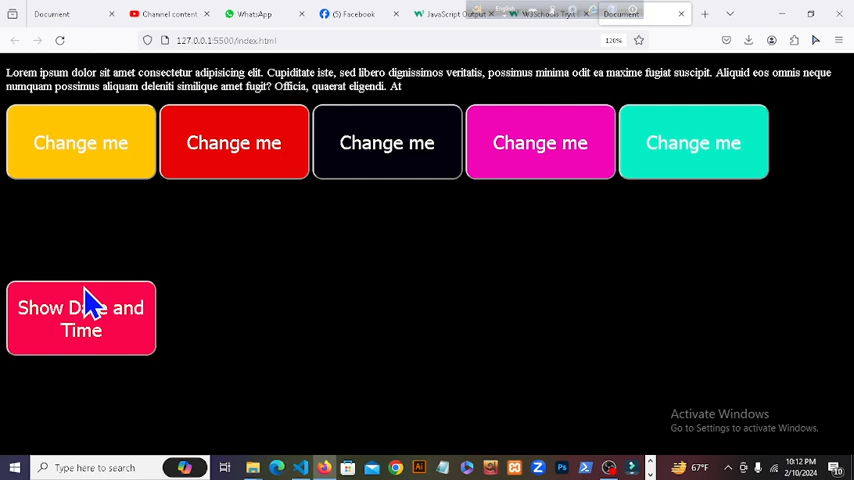 Document
Channel content
WhatsApp
(5) Facebook
JavaScript Output
W3Schools Tryit
Document
127.0.0.1:5500/index.html
120%
Lorem ipsum dolor sit amet consectetur adipisicing elit. Cupiditate iste, sed libero dignissimos veritatis, possimus minima odit ea maxime fugiat suscipit. Aliquid eos omnis neque
numquam possimus aliquam deleniti similique amet fugit? Officia, quaerat eligendi. At
Change me
Change me
Change me
Change me
Change me
Show Date and
Time
Activate Windows
Go to Settings to activate Windows.
Type here to search
67°F
10:12 PM
2/10/2024
10